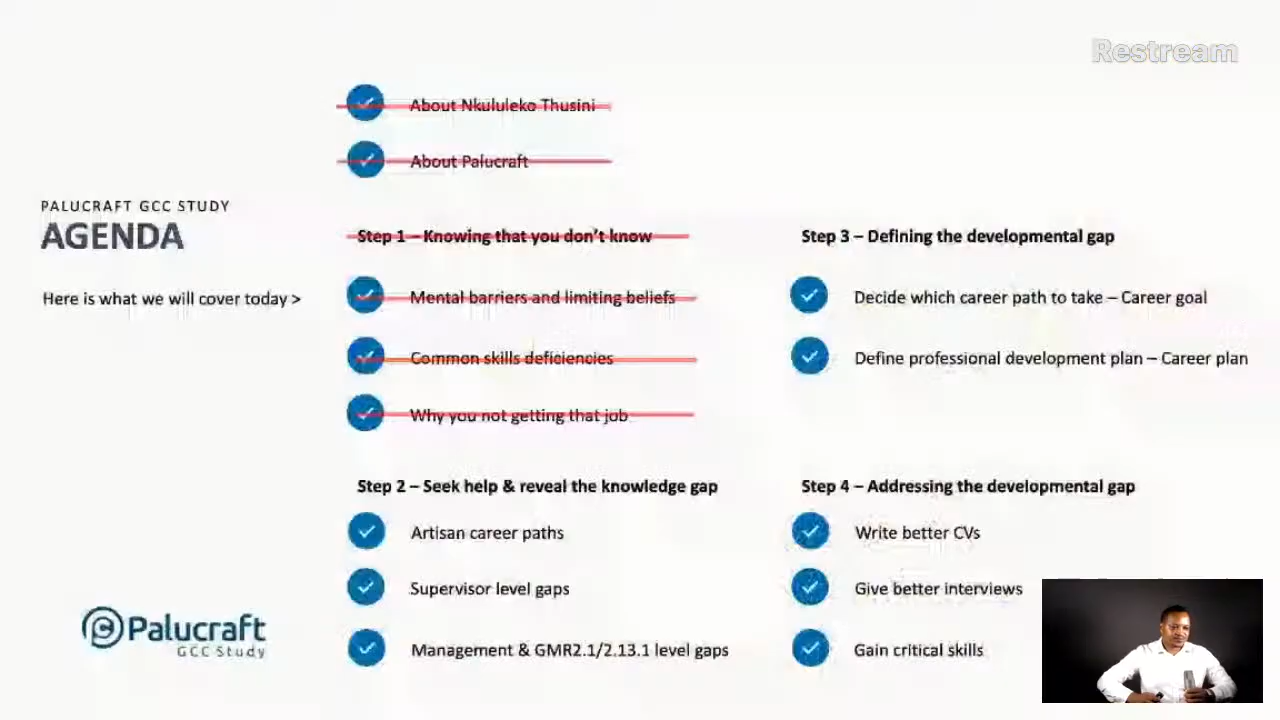 Restream
About Nkululeko Thusini
About Palucraft
PALUCRAFT GCC STUDY
AGENDA
Here is what we will cover today >
Step 1 – Knowing that you don't know
Mental barriers and limiting beliefs
Common skills deficiencies
Why you not getting that job
Step 2 – Seek help & reveal the knowledge gap
Artisan career paths
Supervisor level gaps
Management & GMR2.1/2.13.1 level gaps
Step 3 – Defining the developmental gap
Decide which career path to take – Career goal
Define professional development plan – Career plan
Step 4 – Addressing the developmental gap
Write better CVs
Give better interviews
Gain critical skills
Palucraft
GCC Study